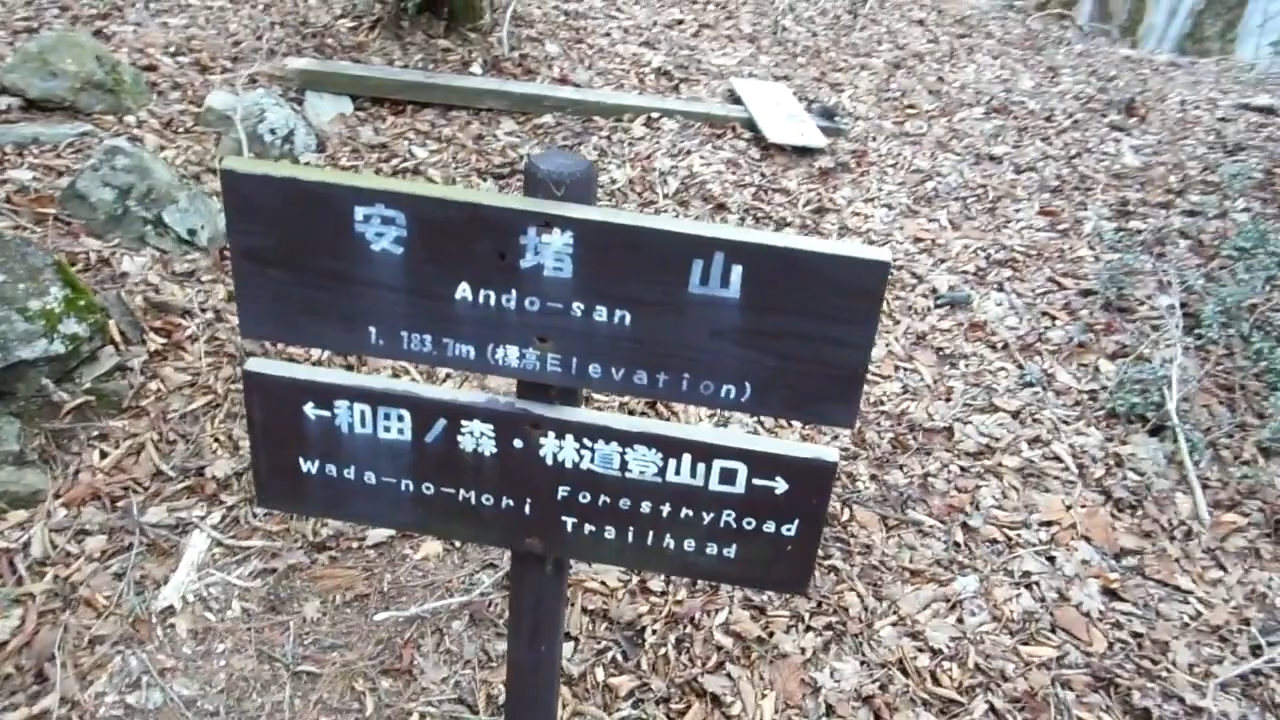 安堵山
Ando-san
1.183.7m (標高Elevation)
←和田ノ森・林道登山口→
Wada-no-Mori ForestryRoad
Trailhead